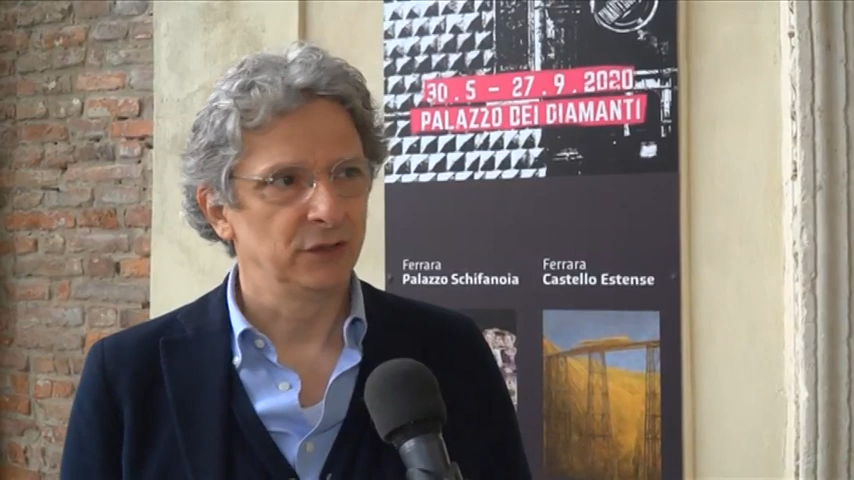 30.5 – 27.9.2020
PALAZZO DEI DIAMANTI
Ferrara
Palazzo Schifanoia
Ferrara
Castello Estense